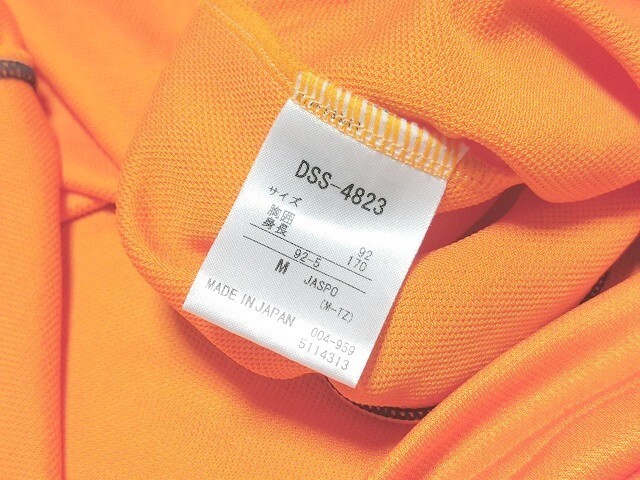 DSS-4823
サイズ
胸囲 92
身長 170
92-5
M JASPO
(M-TZ)
MADE IN JAPAN 004-959
5114313